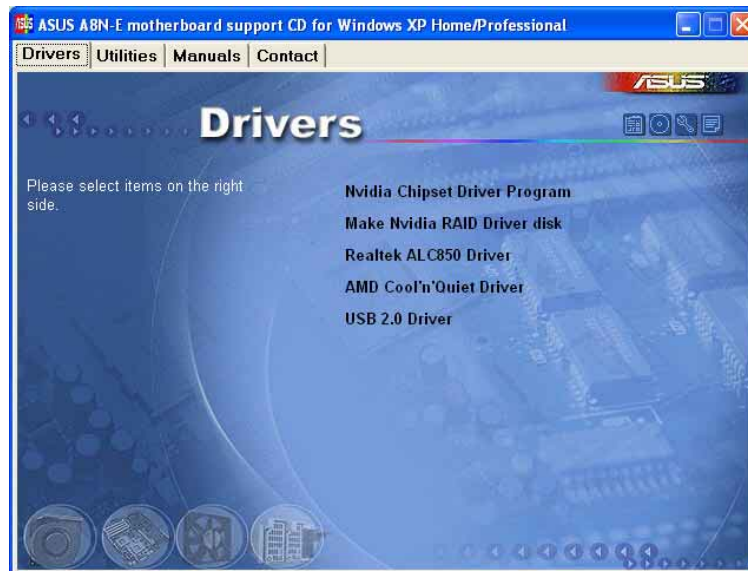 ASUS A8N-E motherboard support CD for Windows XP Home/Professional
Drivers Utilities Manuals Contact
ASUS
Drivers
Please select items on the right
side.
Nvidia Chipset Driver Program
Make Nvidia RAID Driver disk
Realtek ALC850 Driver
AMD Cool'n'Quiet Driver
USB 2.0 Driver